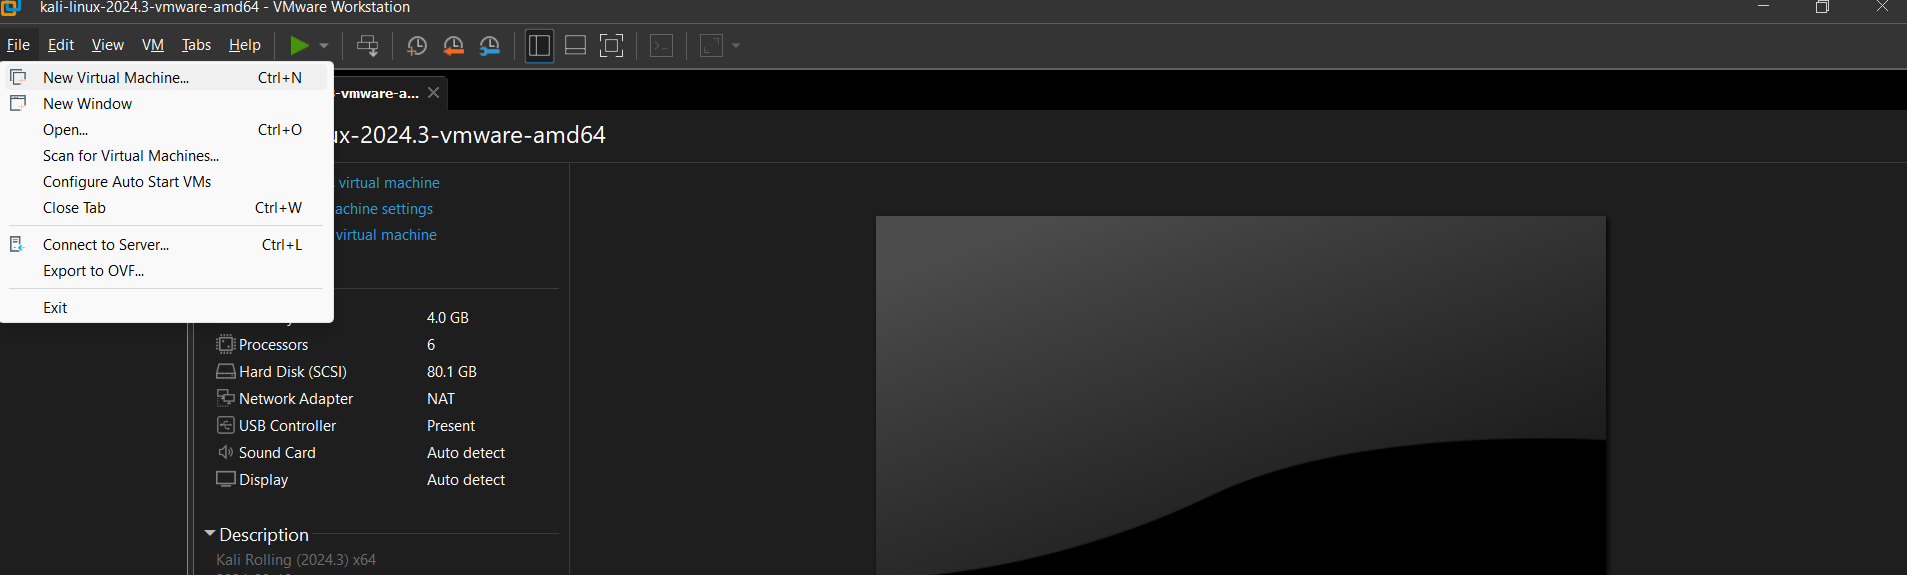 kali-linux-2024.3-vmware-amd64 - VMware Workstation
File Edit View VM Tabs Help
New Virtual Machine... Ctrl+N
New Window
Open... Ctrl+O
Scan for Virtual Machines...
Configure Auto Start VMs
Close Tab Ctrl+W
Connect to Server... Ctrl+L
Export to OVF...
Exit
-vmware-a...
ux-2024.3-vmware-amd64
virtual machine
achine settings
virtual machine
4.0 GB
Processors 6
Hard Disk (SCSI) 80.1 GB
Network Adapter NAT
USB Controller Present
Sound Card Auto detect
Display Auto detect
Description
Kali Rolling (2024.3) x64